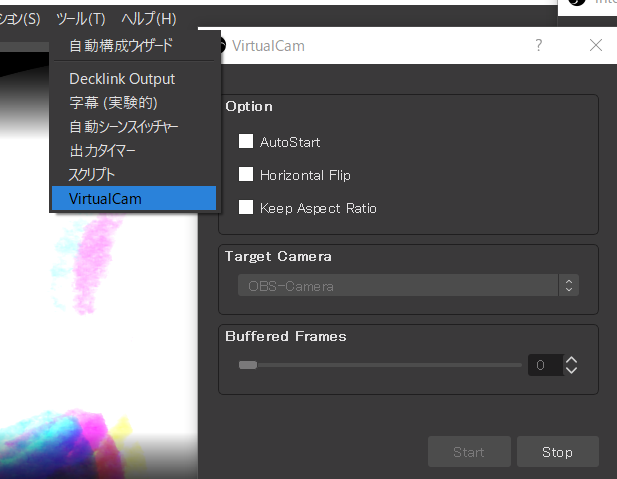 ション(S) ツール(T) ヘルプ(H)
自動構成ウィザード
Decklink Output
字幕 (実験的)
自動シーンスイッチャー
出力タイマー
スクリプト
VirtualCam
VirtualCam
?
Option
AutoStart
Horizontal Flip
Keep Aspect Ratio
Target Camera
OBS-Camera
Buffered Frames
0
Start Stop